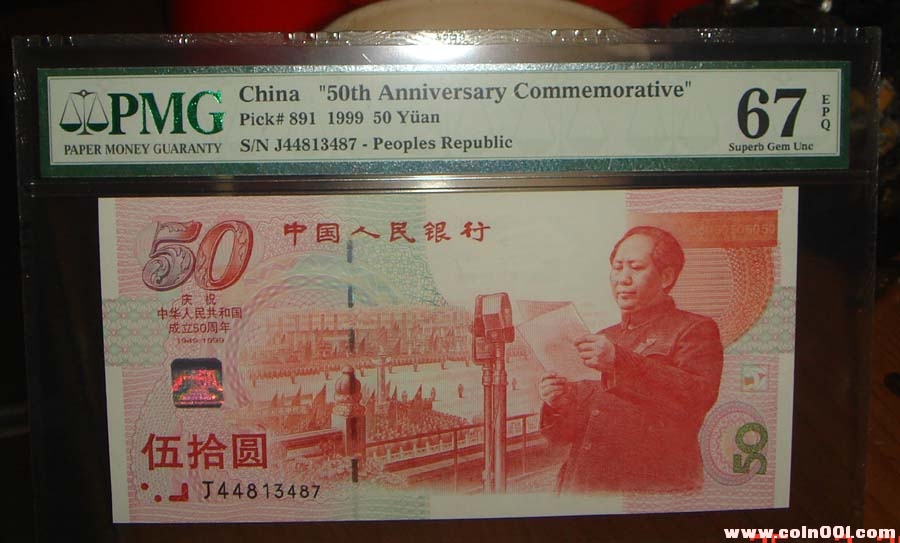 PMG
PAPER MONEY GUARANTY
China "50th Anniversary Commemorative"
Pick# 891 1999 50 Yüan
S/N J44813487 - Peoples Republic
67
EPQ
Superb Gem Unc
50
中国人民银行
庆祝
中华人民共和国
成立50周年
1949-1999
伍拾圆
J44813487
50
www.coin001.com